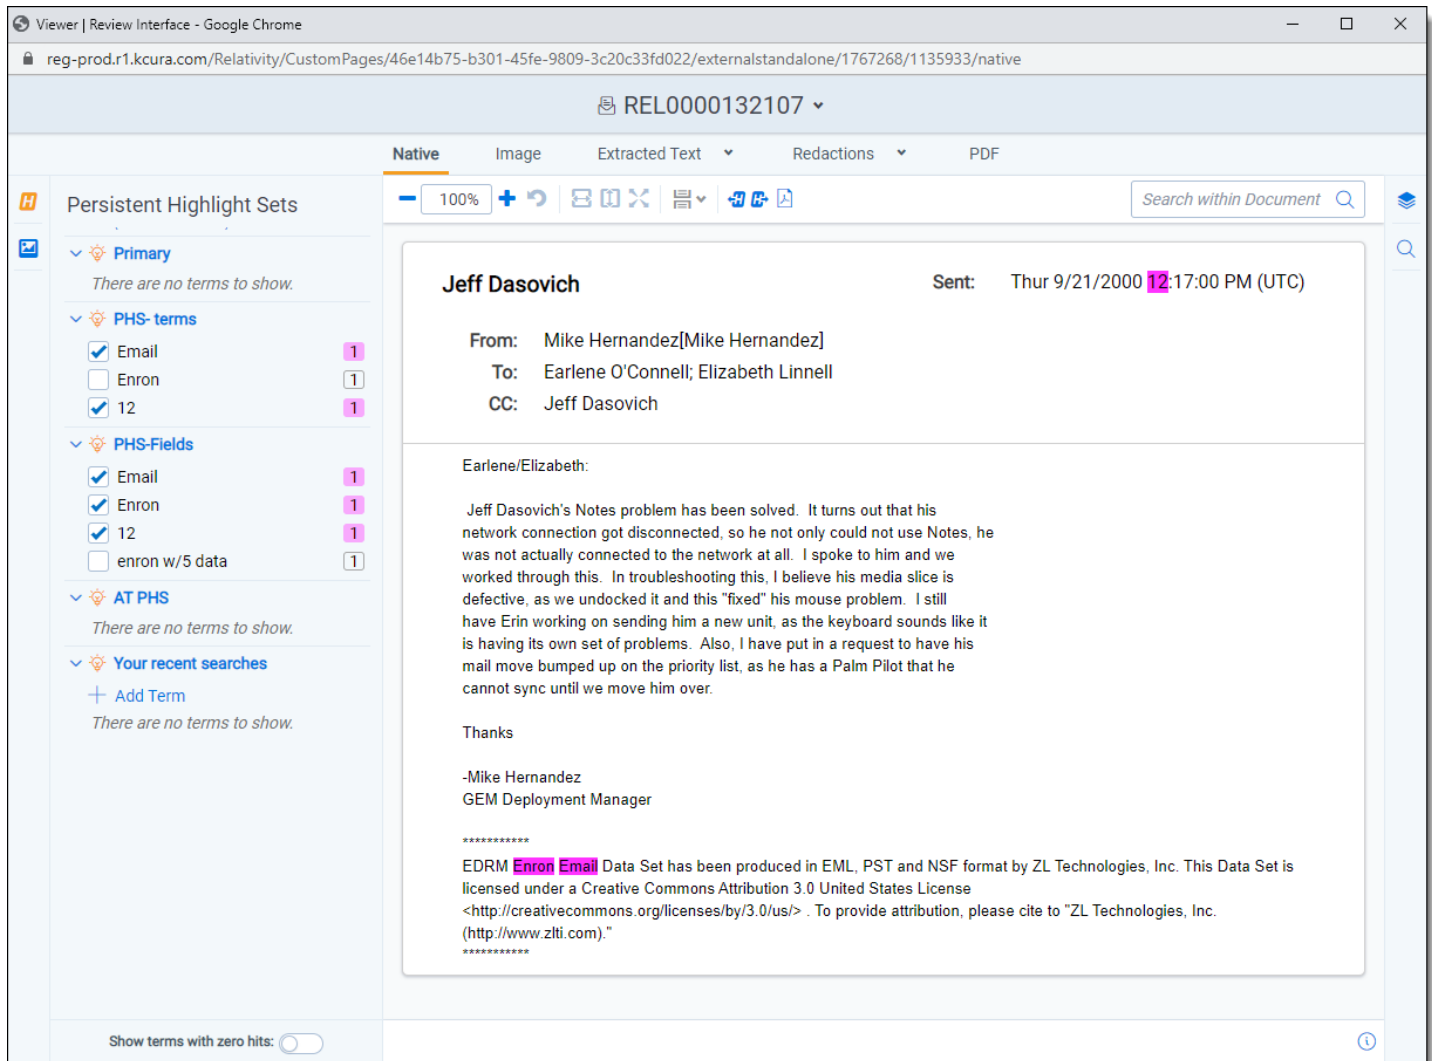 Viewer | Review Interface - Google Chrome
reg-prod.r1.kcura.com/Relativity/CustomPages/46e14b75-b301-45fe-9809-3c20c33fd022/externalstandalone/1767268/1135933/native
REL0000132107
Native Image Extracted Text Redactions PDF
Persistent Highlight Sets
Primary
There are no terms to show.
PHS- terms
Email 1
Enron 1
12 1
PHS-Fields
Email 1
Enron 1
12 1
enron w/5 data 1
AT PHS
There are no terms to show.
Your recent searches
Add Term
There are no terms to show.
Show terms with zero hits:
100%
Search within Document
Jeff Dasovich Sent: Thur 9/21/2000 12:17:00 PM (UTC)
From: Mike Hernandez[Mike Hernandez]
To: Earlene O'Connell; Elizabeth Linnell
CC: Jeff Dasovich
Earlene/Elizabeth:
Jeff Dasovich's Notes problem has been solved.  It turns out that his
network connection got disconnected, so he not only could not use Notes, he
was not actually connected to the network at all.  I spoke to him and we
worked through this.  In troubleshooting this, I believe his media slice is
defective, as we undocked it and this "fixed" his mouse problem.  I still
have Erin working on sending him a new unit, as the keyboard sounds like it
is having its own set of problems.  Also, I have put in a request to have his
mail move bumped up on the priority list, as he has a Palm Pilot that he
cannot sync until we move him over.
Thanks
-Mike Hernandez
GEM Deployment Manager
***********
EDRM Enron Email Data Set has been produced in EML, PST and NSF format by ZL Technologies, Inc. This Data Set is
licensed under a Creative Commons Attribution 3.0 United States License
<http://creativecommons.org/licenses/by/3.0/us/> . To provide attribution, please cite to "ZL Technologies, Inc.
(http://www.zlti.com)."
***********